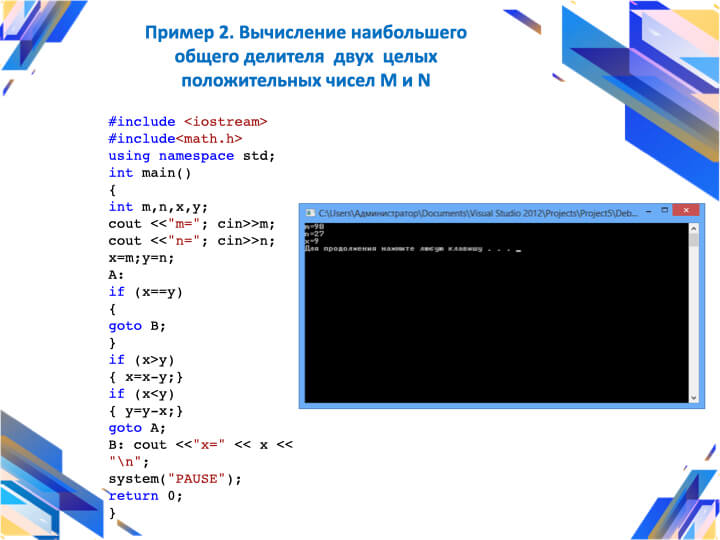 Пример 2. Вычисление наибольшего
общего делителя двух целых
положительных чисел M и N
#include <iostream>
#include<math.h>
using namespace std;
int main()
{
int m,n,x,y;
cout <<"m="; cin>>m;
cout <<"n="; cin>>n;
x=m;y=n;
A:
if (x==y)
{
goto B;
}
if (x>y)
{ x=x-y;}
if (x<y)
{ y=y-x;}
goto A;
B: cout <<"x=" << x <<
"\n";
system("PAUSE");
return 0;
}
C:\Users\Администратор\Documents\Visual Studio 2012\Projects\Project5\Deb...
m=90
n=27
x=9
Для продолжения нажмите любую клавишу . . . _